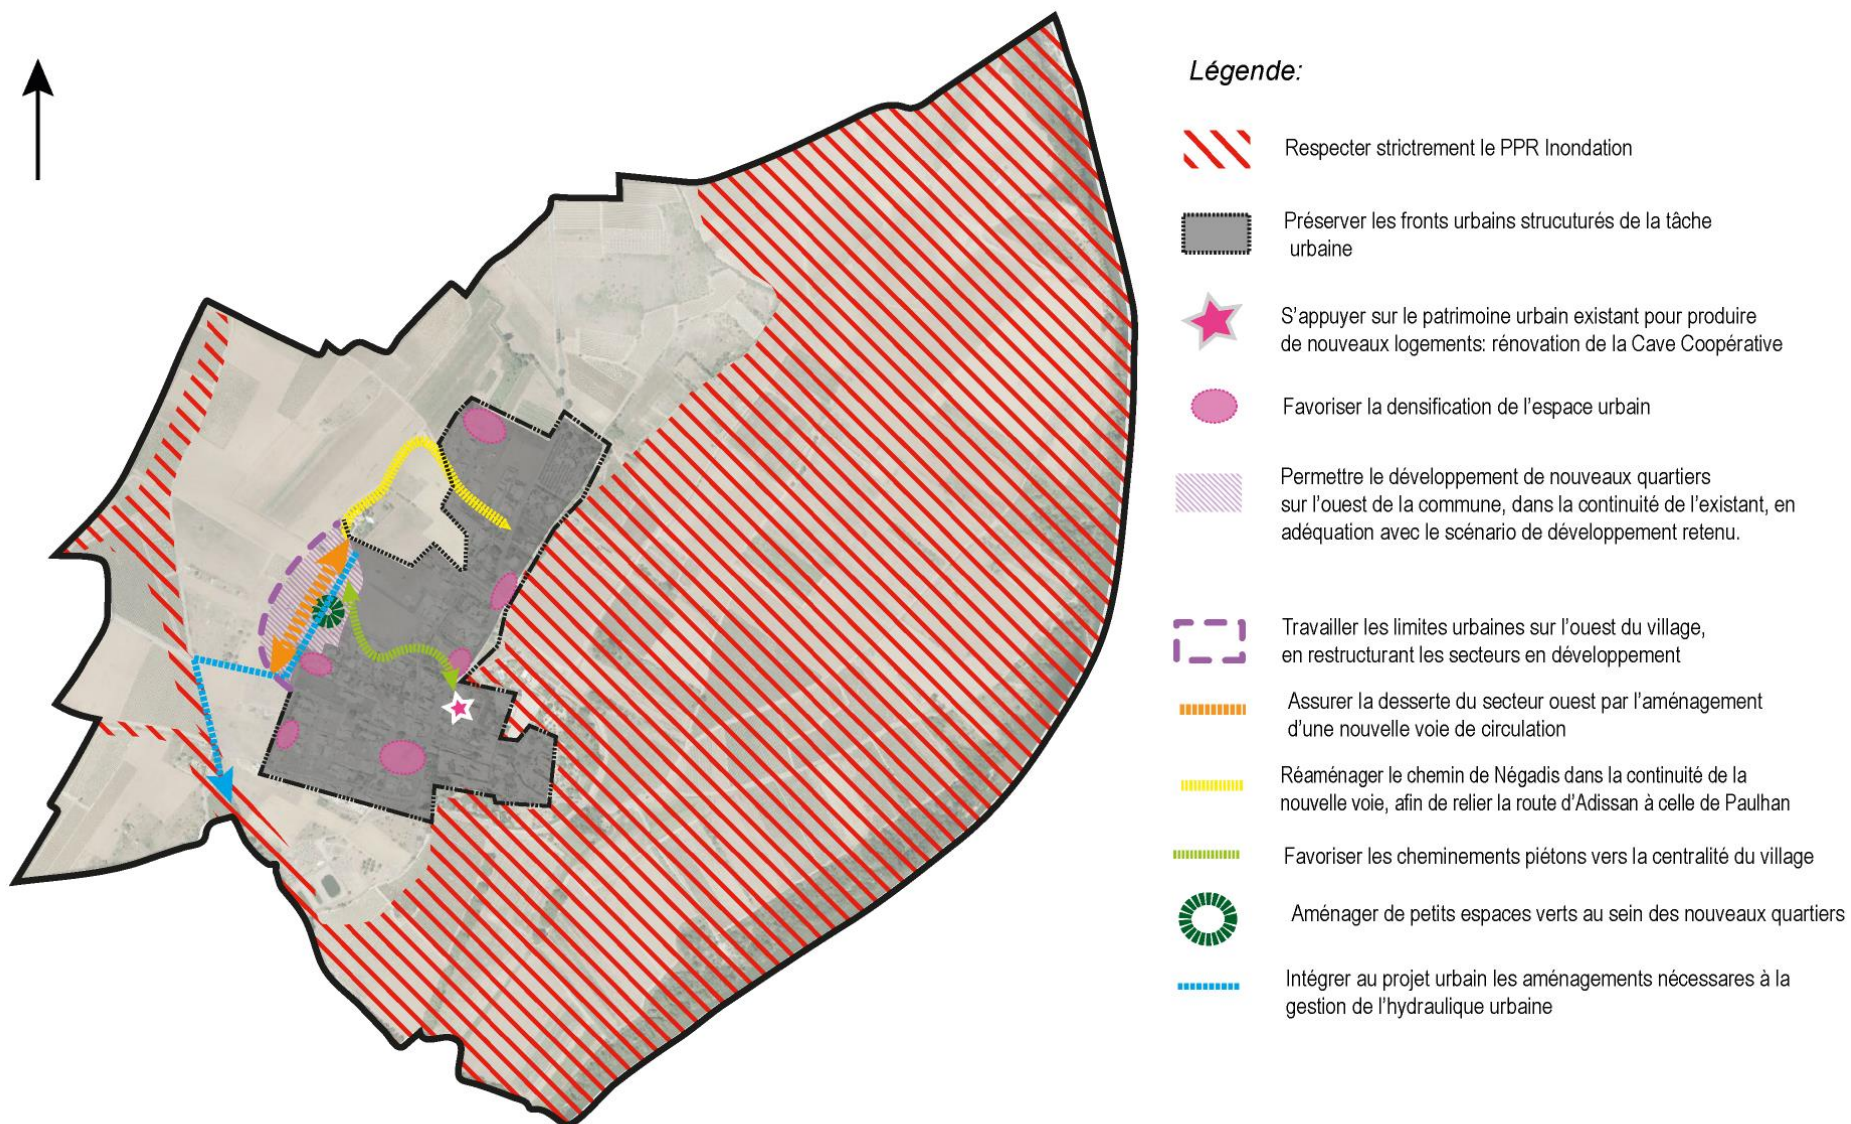 Légende:
Respecter strictrement le PPR Inondation
Préserver les fronts urbains strucuturés de la tâche
urbaine
S'appuyer sur le patrimoine urbain existant pour produire
de nouveaux logements: rénovation de la Cave Coopérative
Favoriser la densification de l'espace urbain
Permettre le développement de nouveaux quartiers
sur l'ouest de la commune, dans la continuité de l'existant, en
adéquation avec le scénario de développement retenu.
Travailler les limites urbaines sur l'ouest du village,
en restructurant les secteurs en développement
Assurer la desserte du secteur ouest par l'aménagement
d'une nouvelle voie de circulation
Réaménager le chemin de Négadis dans la continuité de la
nouvelle voie, afin de relier la route d'Adissan à celle de Paulhan
Favoriser les cheminements piétons vers la centralité du village
Aménager de petits espaces verts au sein des nouveaux quartiers
Intégrer au projet urbain les aménagements nécessares à la
gestion de l'hydraulique urbaine